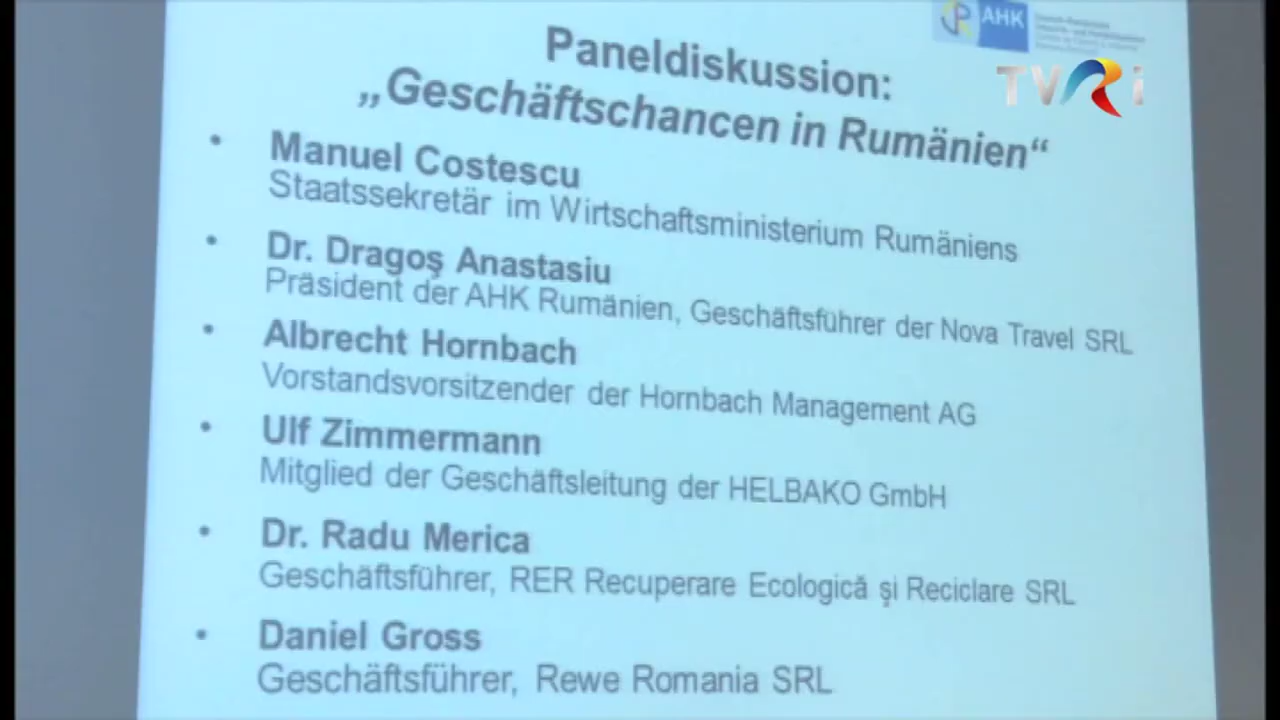 AHK
TVRi
Paneldiskussion:
„Geschäftschancen in Rumänien“
• Manuel Costescu
Staatssekretär im Wirtschaftsministerium Rumäniens
• Dr. Dragoş Anastasiu
Präsident der AHK Rumänien, Geschäftsführer der Nova Travel SRL
• Albrecht Hornbach
Vorstandsvorsitzender der Hornbach Management AG
• Ulf Zimmermann
Mitglied der Geschäftsleitung der HELBAKO GmbH
• Dr. Radu Merica
Geschäftsführer, RER Recuperare Ecologică şi Reciclare SRL
• Daniel Gross
Geschäftsführer, Rewe Romania SRL